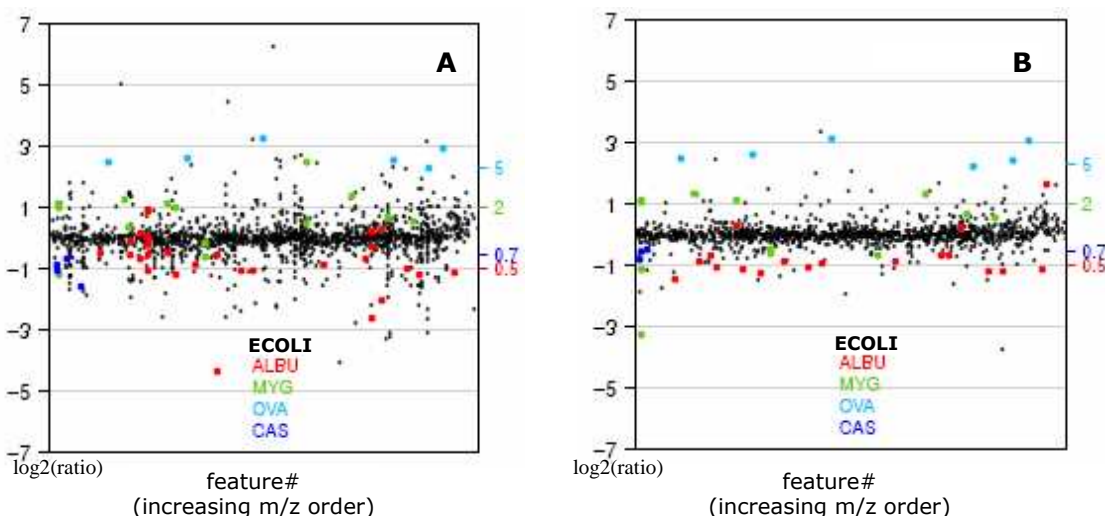 7
5
3
1
−1
−3
−5
−7
A
5
2
0.7
0.5
ECOLI
ALBU
MYG
OVA
CAS
log2(ratio)
feature#
(increasing m/z order)
7
5
3
1
−1
−3
−5
−7
B
5
2
0.7
0.5
ECOLI
ALBU
MYG
OVA
CAS
log2(ratio)
feature#
(increasing m/z order)